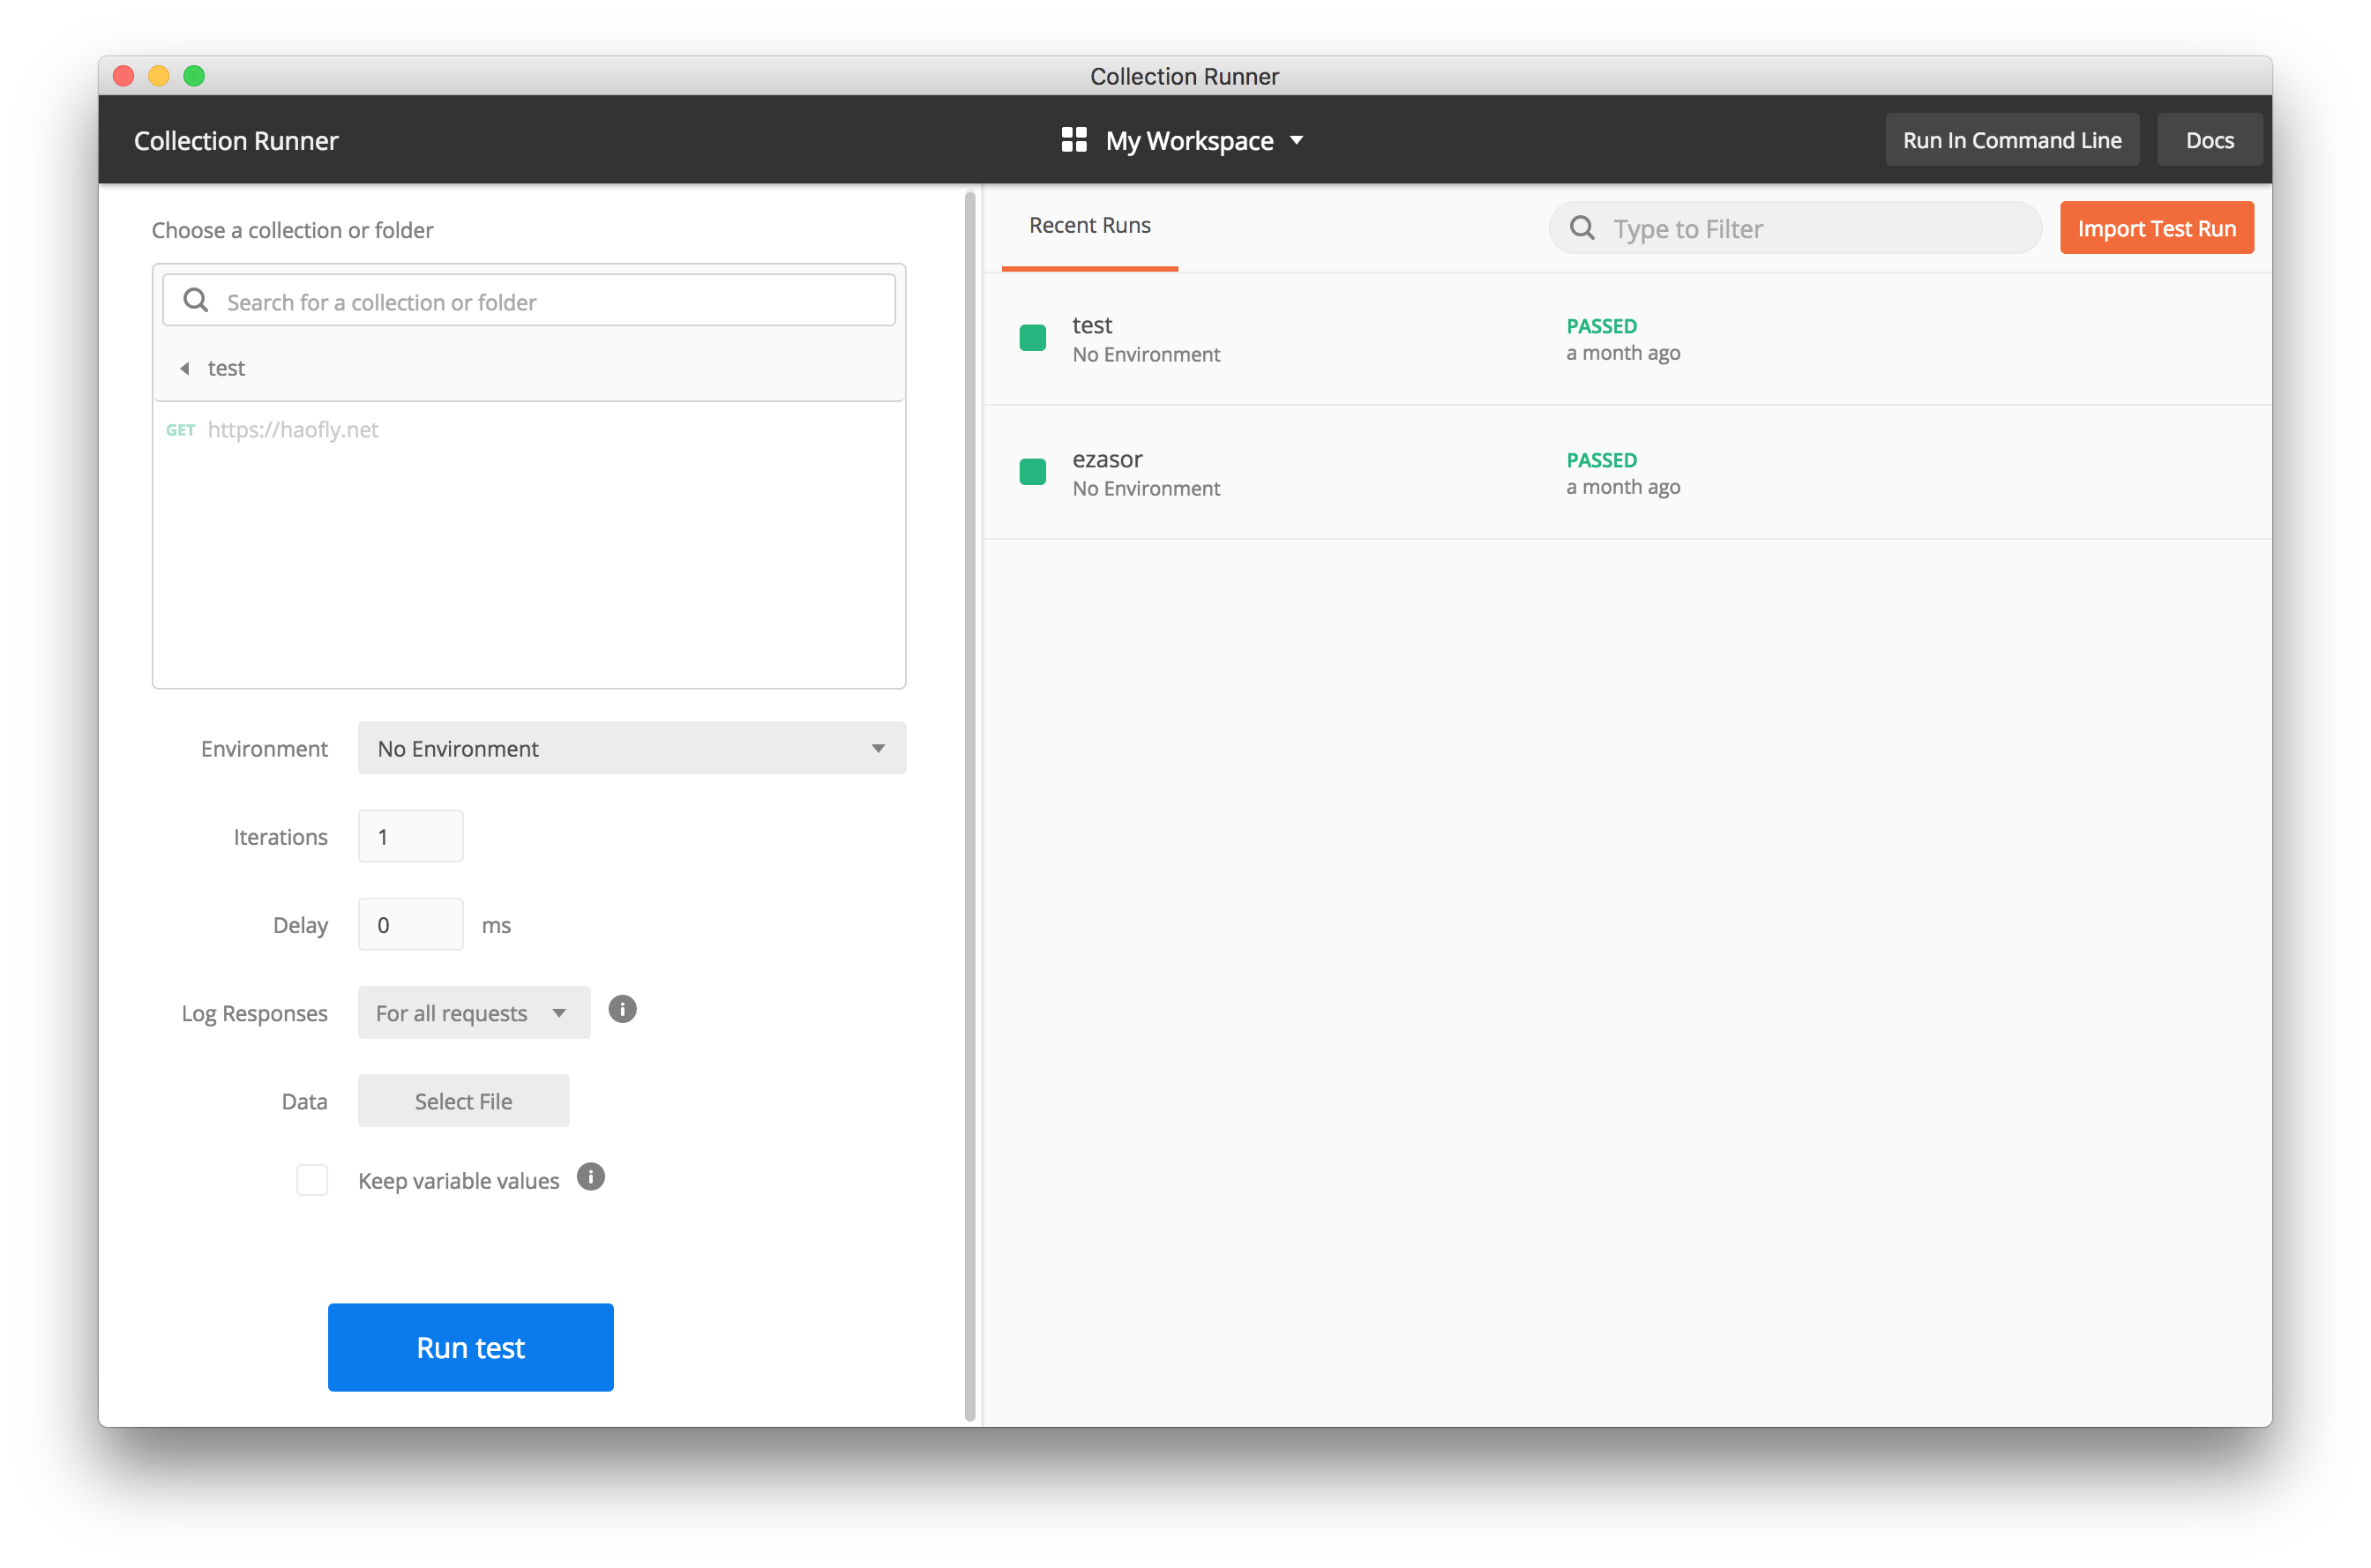 Collection Runner
Collection Runner
My Workspace
Run In Command Line
Docs
Choose a collection or folder
Search for a collection or folder
test
GET https://haofly.net
Environment
No Environment
Iterations
1
Delay
0
ms
Log Responses
For all requests
Data
Select File
Keep variable values
Run test
Recent Runs
Type to Filter
Import Test Run
test
No Environment
PASSED
a month ago
ezasor
No Environment
PASSED
a month ago